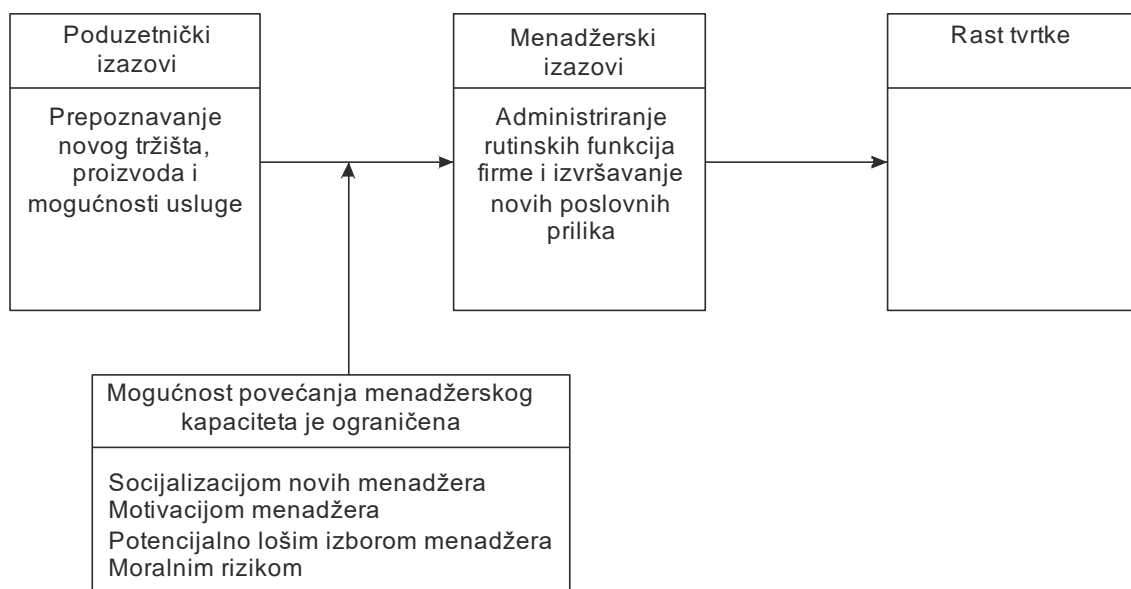 Poduzetnički
izazovi
Prepoznavanje
novog tržišta,
proizvoda i
mogućnosti usluge
Menadžerski
izazovi
Administriranje
rutinskih funkcija
firme i izvršavanje
novih poslovnih
prilika
Rast tvrtke
Mogućnost povećanja menadžerskog
kapaciteta je ograničena
Socijalizacijom novih menadžera
Motivacijom menadžera
Potencijalno lošim izborom menadžera
Moralnim rizikom